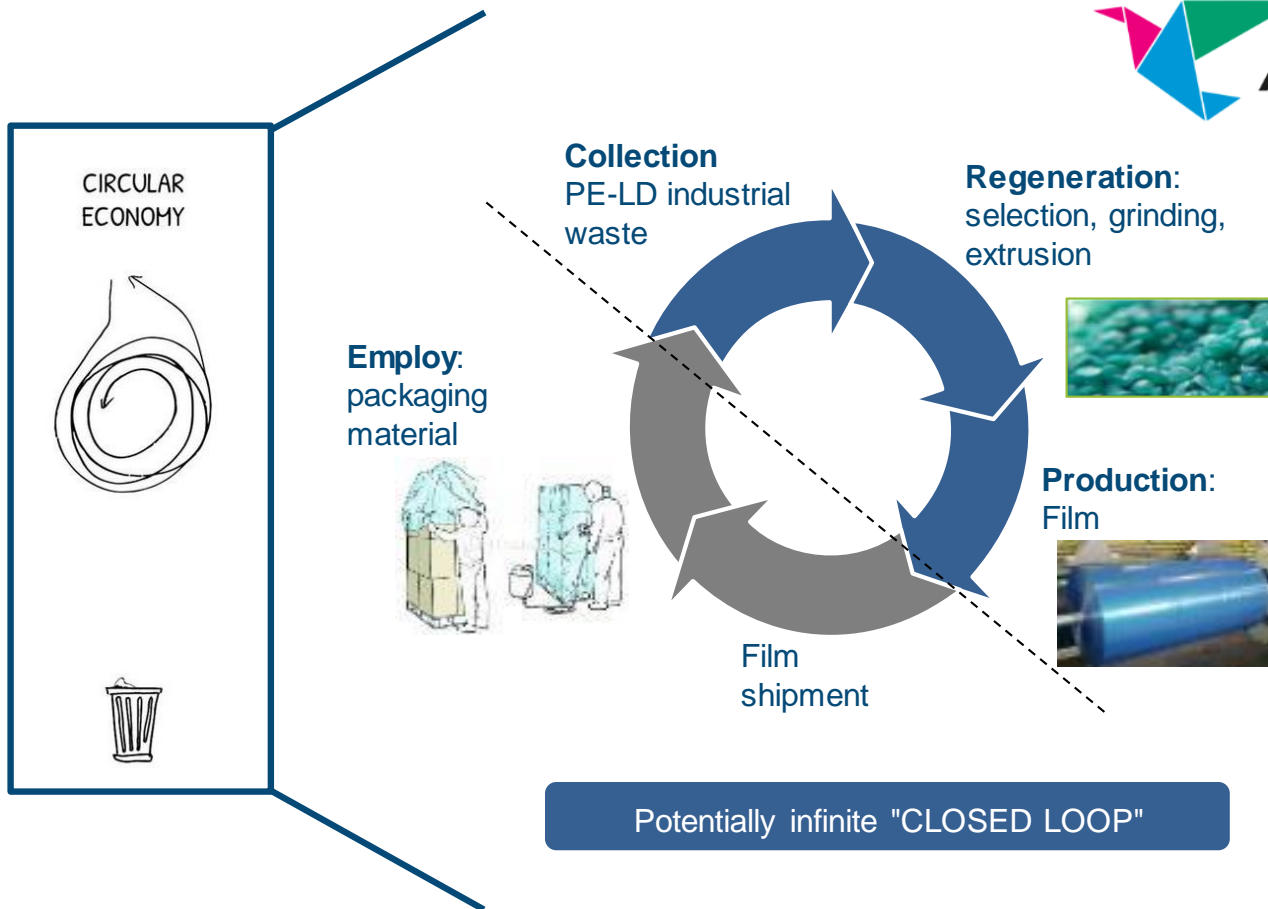 CIRCULAR
ECONOMY
Collection
PE-LD industrial
waste
Regeneration:
selection, grinding,
extrusion
Employ:
packaging
material
Production:
Film
Film
shipment
Potentially infinite "CLOSED LOOP"